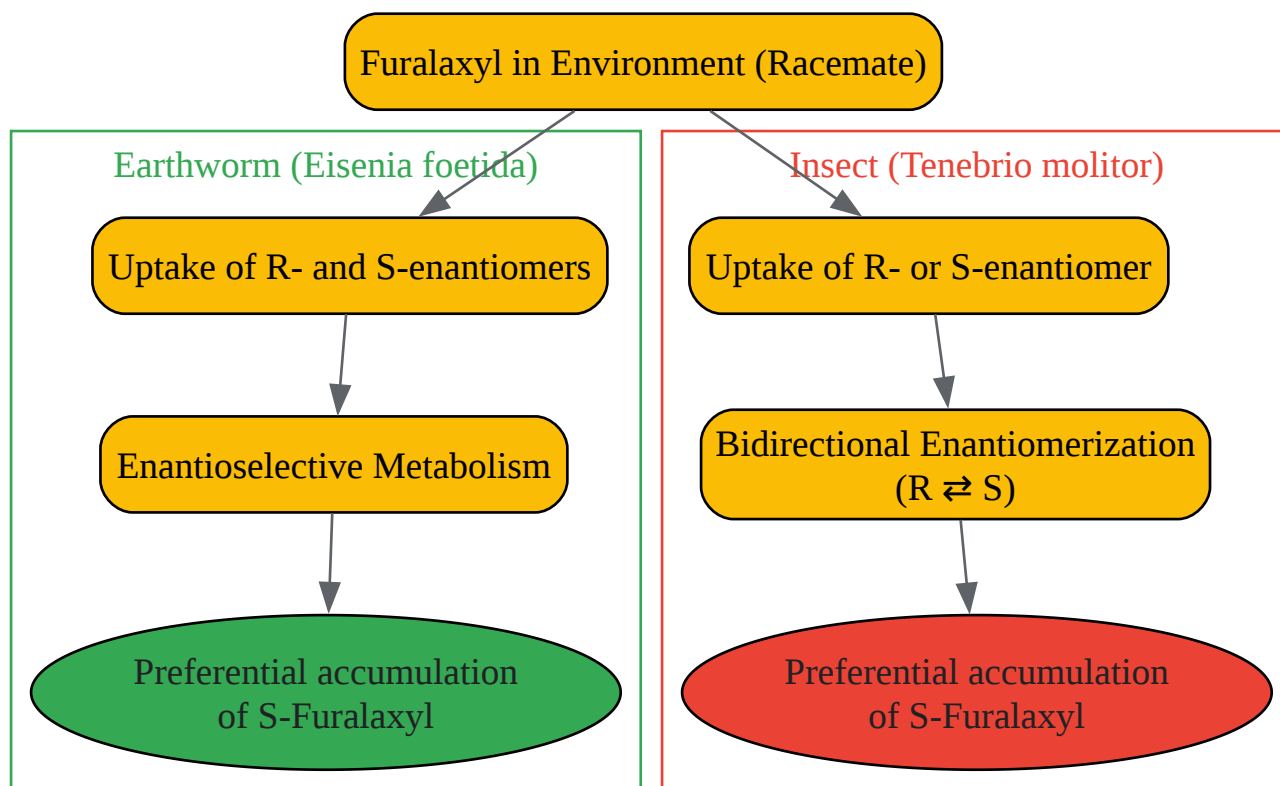 Furalaxyl in Environment (Racemate)
Earthworm (Eisenia foetida)
Uptake of R- and S-enantiomers
Enantioselective Metabolism
Preferential accumulation
of S-Furalaxyl
Insect (Tenebrio molitor)
Uptake of R- or S-enantiomer
Bidirectional Enantiomerization
(R ⇄ S)
Preferential accumulation
of S-Furalaxyl